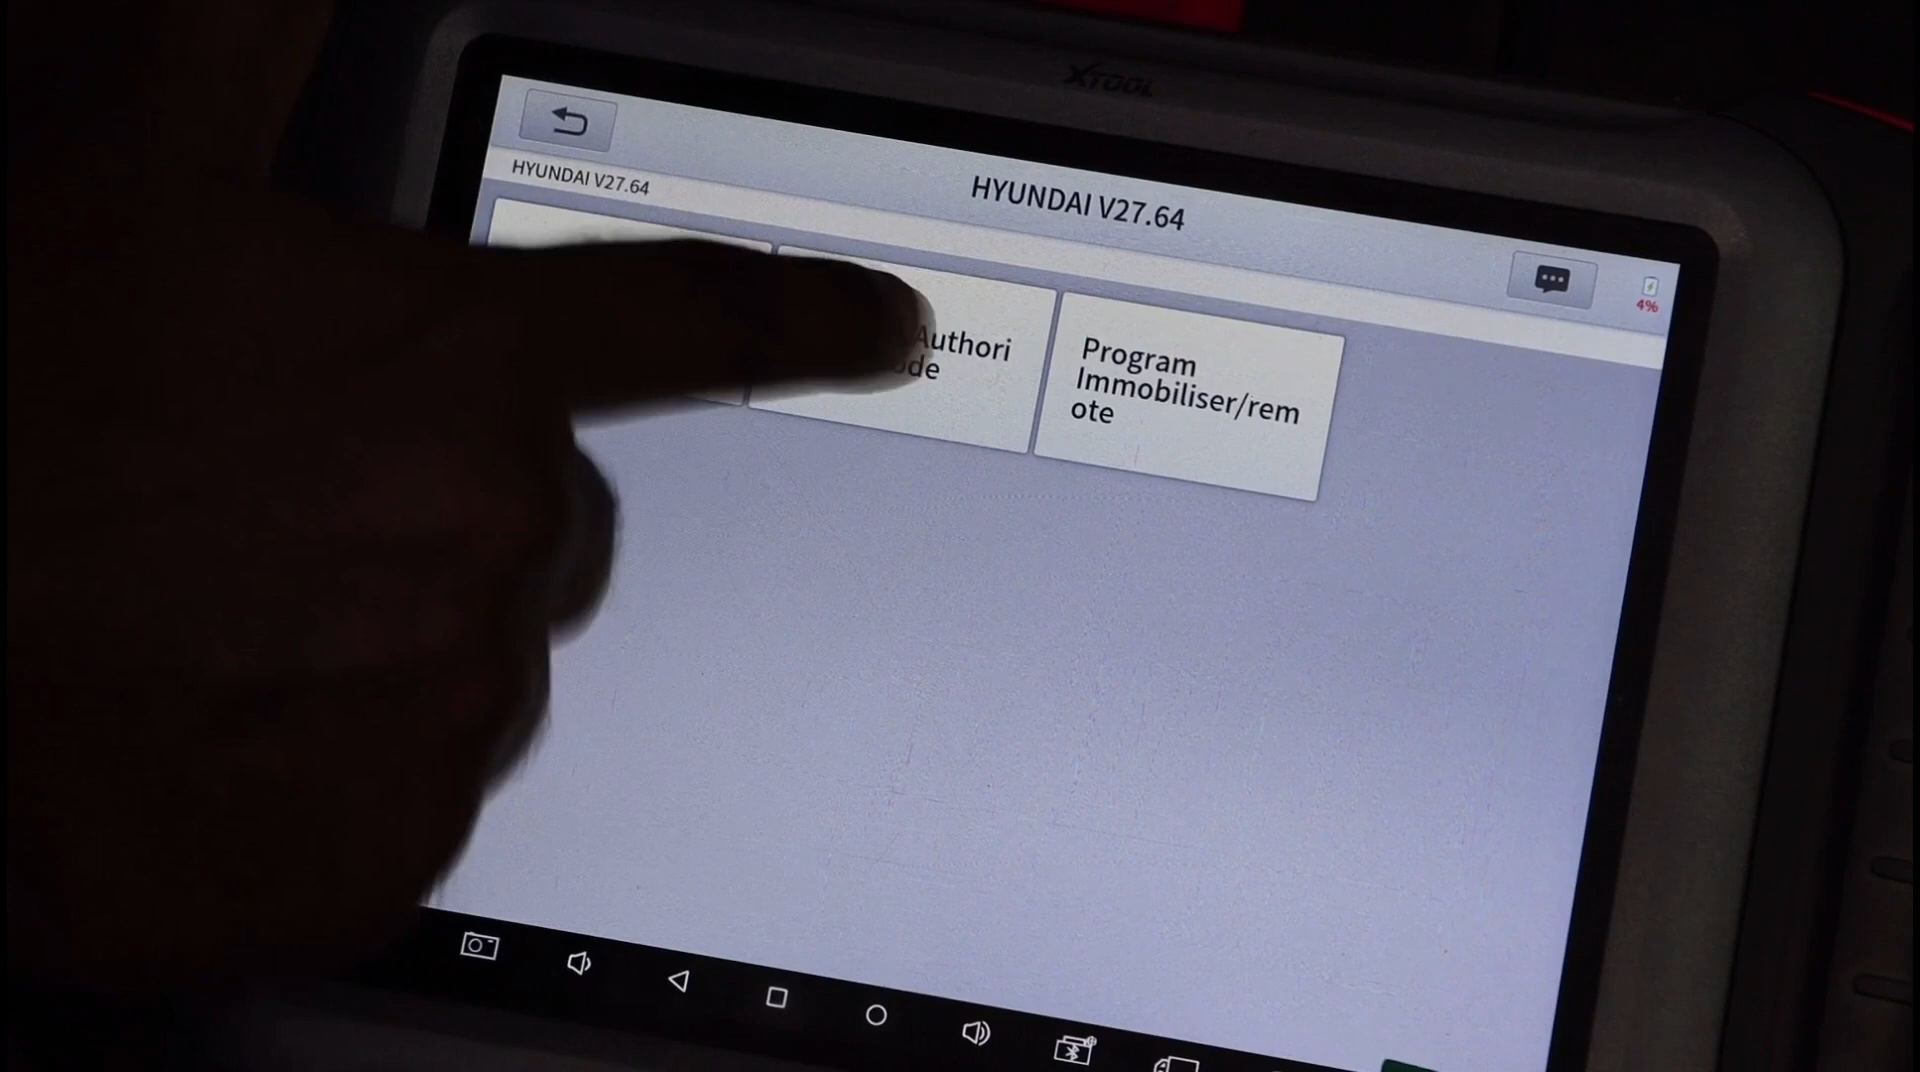 XTOOL
HYUNDAI V27.64
HYUNDAI V27.64
4%
Authori
ode
Program
Immobiliser/rem
ote